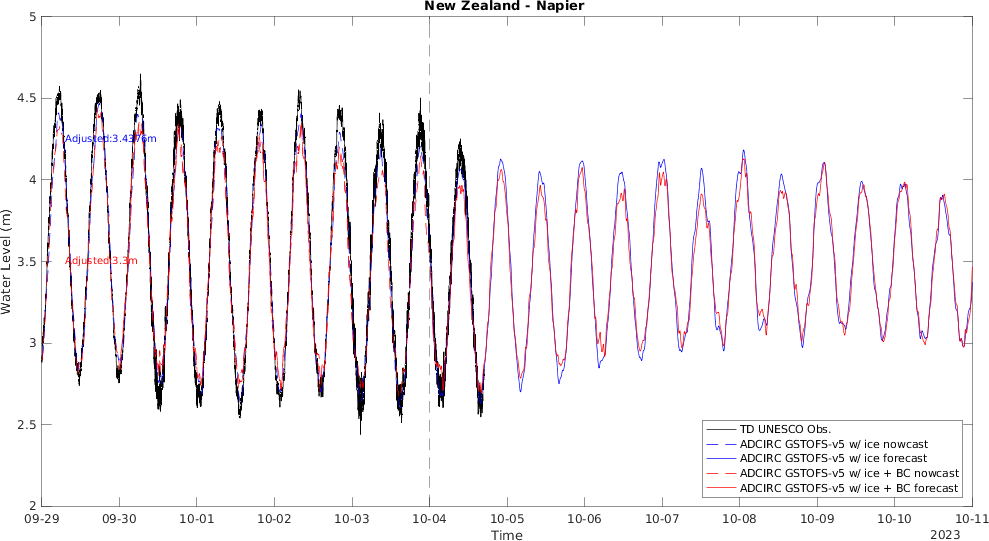 New Zealand - Napier
5
4.5
4
3.5
3
2.5
2
Water Level (m)
Adjusted:3.4376m
Adjusted:3.3m
TD UNESCO Obs.
ADCIRC GSTOFS-v5 w/ ice nowcast
ADCIRC GSTOFS-v5 w/ ice forecast
ADCIRC GSTOFS-v5 w/ ice + BC nowcast
ADCIRC GSTOFS-v5 w/ ice + BC forecast
09-29 09-30 10-01 10-02 10-03 10-04 10-05 10-06 10-07 10-08 10-09 10-10 10-11
Time
2023